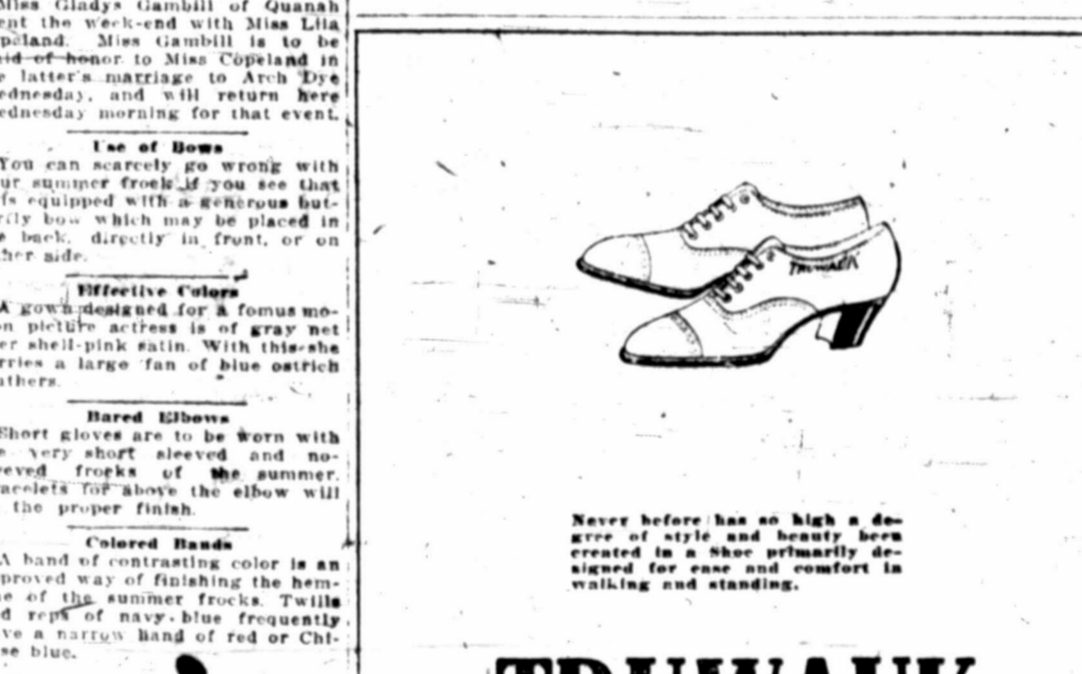 Miss Gladys Gambill of Quanah
ent the week-end with Miss Lila
peland. Miss Gambill is to be
id of honor to Miss Copeland in
e latter's marriage to Arch Dye
ednesday, and will return here
ednesday morning for that event.
Use of Bows
You can scarcely go wrong with
ur summer frock if you see that
is equipped with a generous but-
rfly bow which may be placed in
e back, directly in front, or on
her side.
Effective Colors
A gown designed for a fomus mo-
on picture actress is of gray net
er shell-pink satin. With this she
rries a large fan of blue ostrich
athers.
Bared Elbows
Short gloves are to be worn with
e very short sleeved and no-
eeved frocks of the summer.
acelets for above the elbow will
the proper finish.
Colored Bands
A band of contrasting color is an
proved way of finishing the hem-
ne of the summer frocks. Twills
d reps of navy-blue frequently
ve a narrow band of red or Chi-
se blue.
TRUWAUK
Never before has so high a de-
gree of style and beauty been
created in a Shoe primarily de-
signed for ease and comfort in
walking and standing.
TRUWAUK